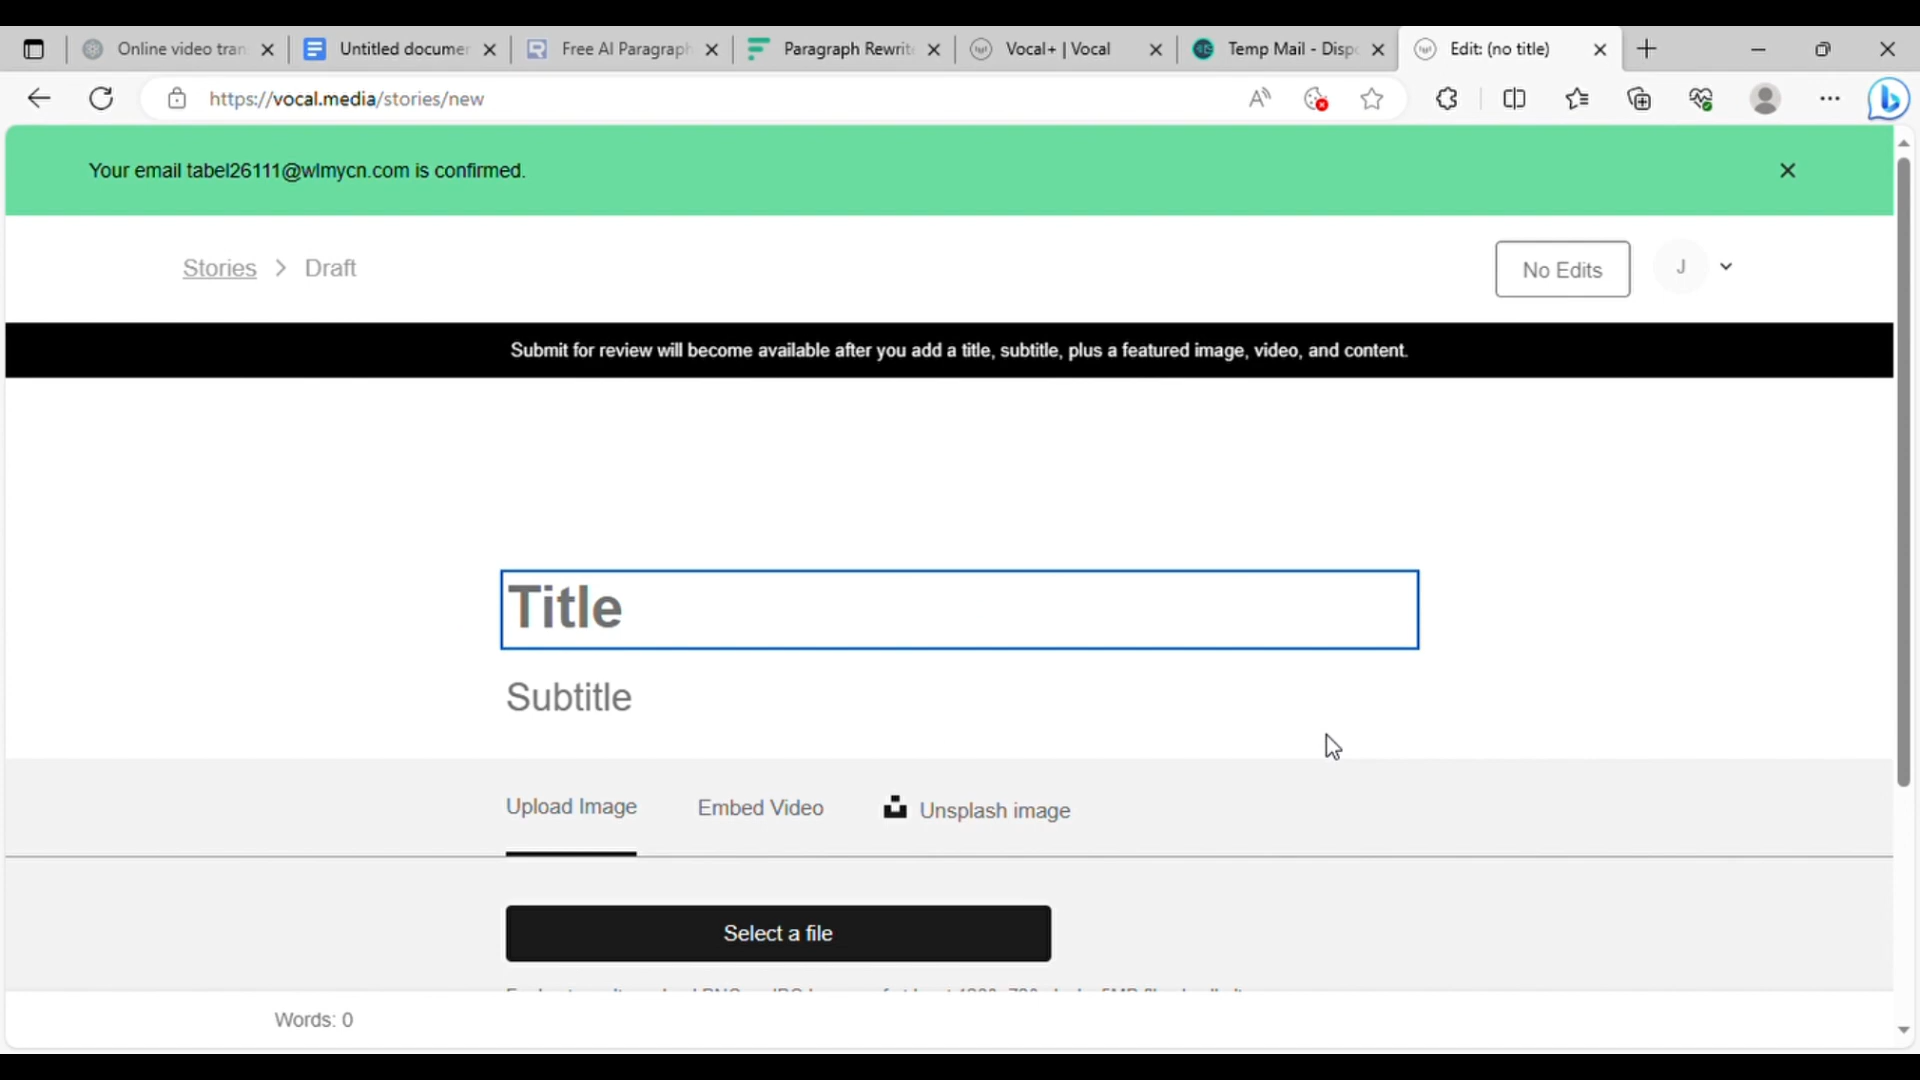 Online video tran
Untitled documer
Free AI Paragraph
Paragraph Rewrit
Vocal+ | Vocal
Temp Mail - Disp
Edit: (no title)
https://vocal.media/stories/new
Your email tabel26111@wlmycn.com is confirmed.
Stories > Draft
No Edits
J
Submit for review will become available after you add a title, subtitle, plus a featured image, video, and content.
Title
Subtitle
Upload Image
Embed Video
Unsplash image
Select a file
Words: 0